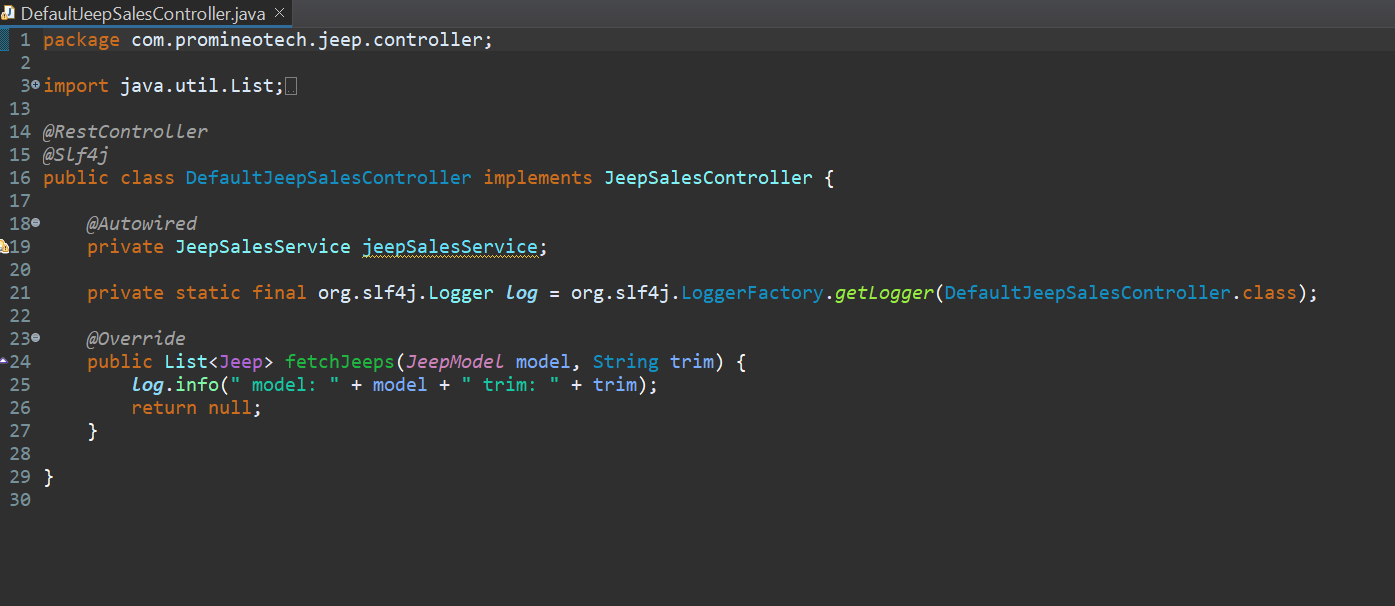 DefaultJeepSalesController.java
1 package com.promineotech.jeep.controller;
2
3 import java.util.List;
13
14 @RestController
15 @Slf4j
16 public class DefaultJeepSalesController implements JeepSalesController {
17
18     @Autowired
19     private JeepSalesService jeepSalesService;
20
21     private static final org.slf4j.Logger log = org.slf4j.LoggerFactory.getLogger(DefaultJeepSalesController.class);
22
23     @Override
24     public List<Jeep> fetchJeeps(JeepModel model, String trim) {
25         log.info(" model: " + model + " trim: " + trim);
26         return null;
27     }
28
29 }
30